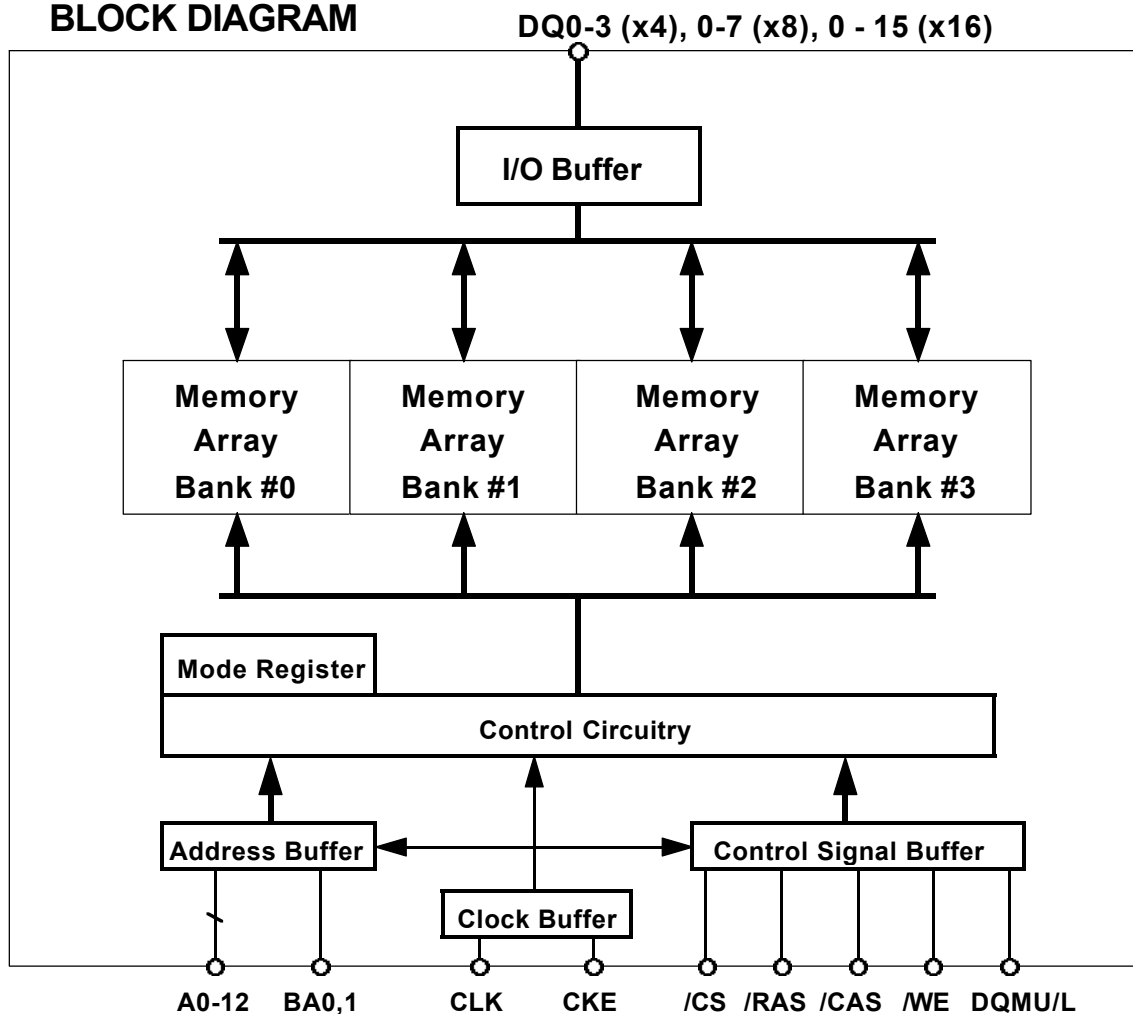 BLOCK DIAGRAM
DQ0-3 (x4), 0-7 (x8), 0 - 15 (x16)
I/O Buffer
Memory Array Bank #0
Memory Array Bank #1
Memory Array Bank #2
Memory Array Bank #3
Mode Register
Control Circuitry
Address Buffer
Control Signal Buffer
Clock Buffer
A0-12 BA0,1 CLK CKE /CS /RAS /CAS /WE DQMU/L